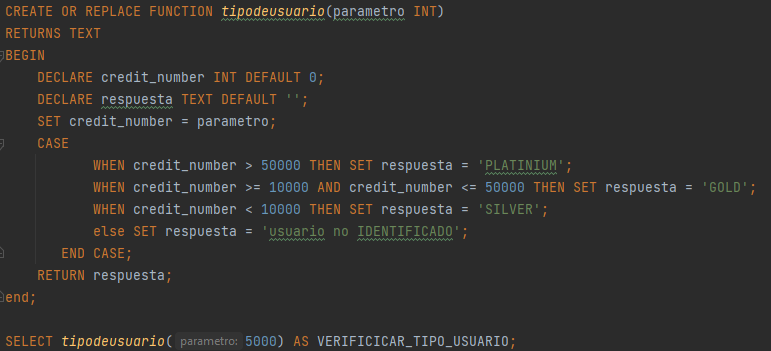 CREATE OR REPLACE FUNCTION tipodeusuario(parametro INT)
RETURNS TEXT
BEGIN
    DECLARE credit_number INT DEFAULT 0;
    DECLARE respuesta TEXT DEFAULT '';
    SET credit_number = parametro;
    CASE
            WHEN credit_number > 50000 THEN SET respuesta = 'PLATINIUM';
            WHEN credit_number >= 10000 AND credit_number <= 50000 THEN SET respuesta = 'GOLD';
            WHEN credit_number < 10000 THEN SET respuesta = 'SILVER';
            else SET respuesta = 'usuario no IDENTIFICADO';
       END CASE;
    RETURN respuesta;
end;
SELECT tipodeusuario( parametro: 5000) AS VERIFICICAR_TIPO_USUARIO;